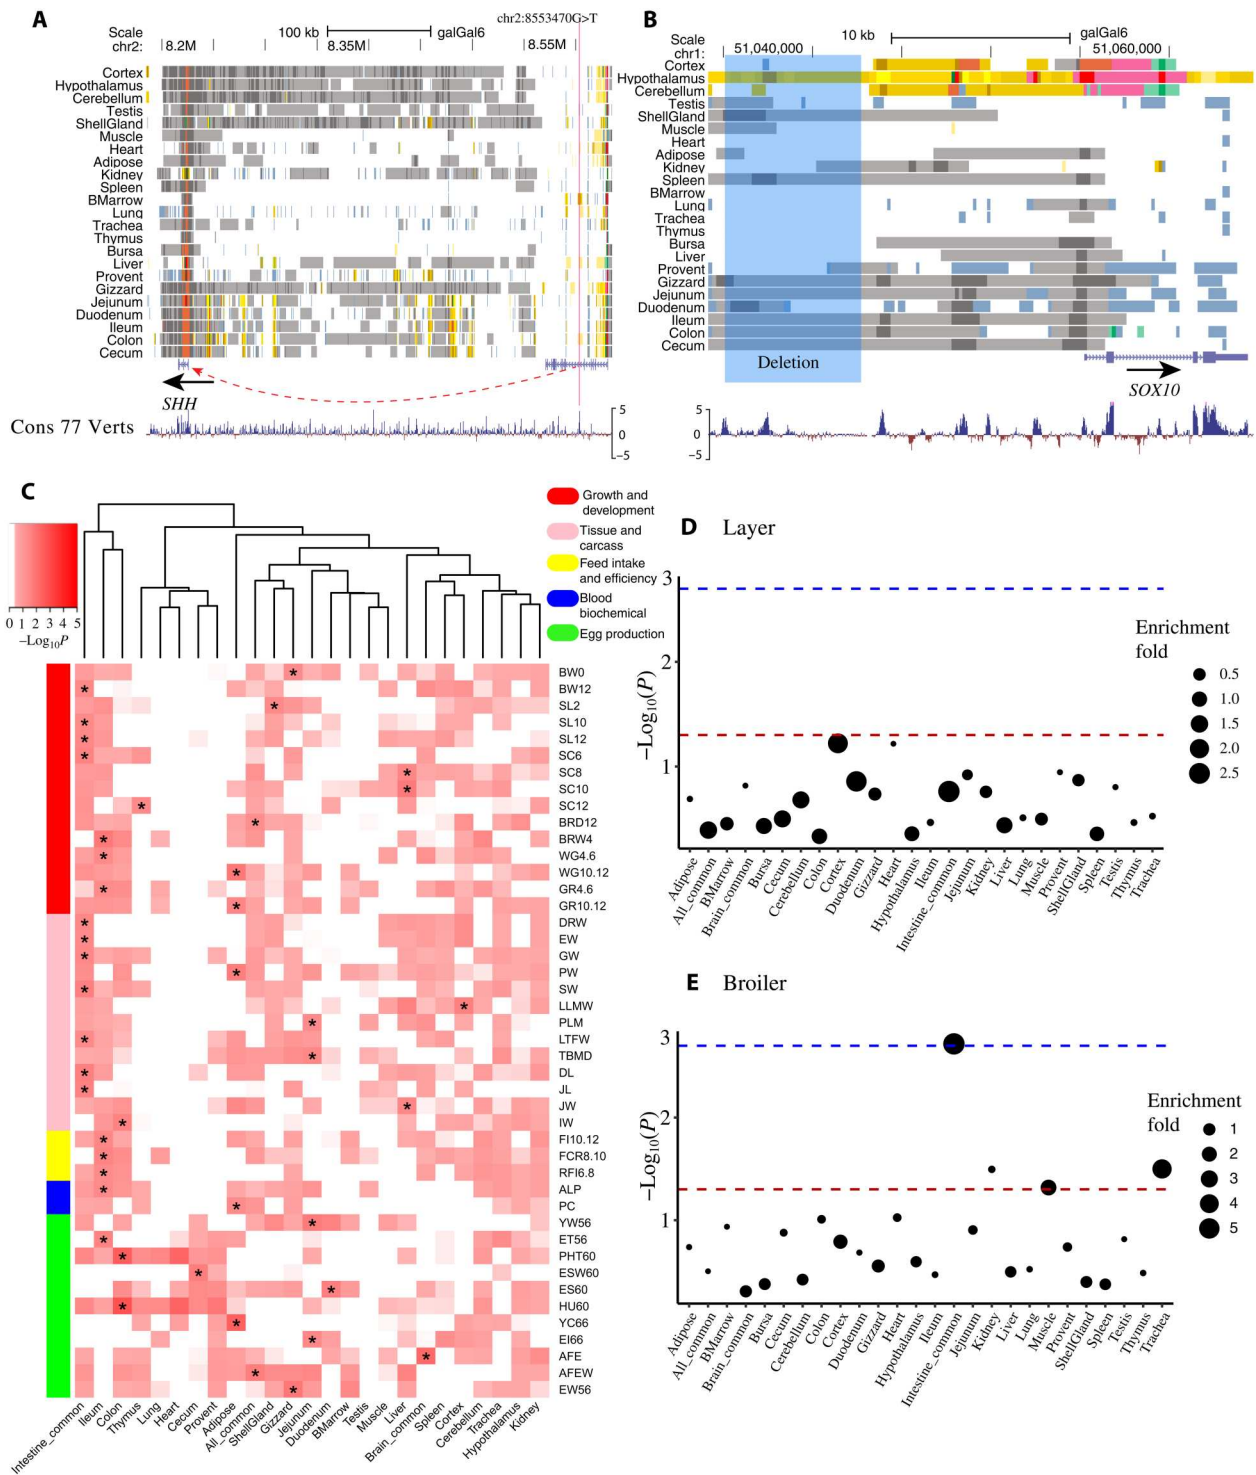 A
chr2:8553470G>T
Scale
100 kb
galGal6
chr2:
8.2M
8.35M
8.55M
Cortex
Hypothalamus
Cerebellum
Testis
ShellGland
Muscle
Heart
Adipose
Kidney
Spleen
BMarrow
Lung
Trachea
Thymus
Bursa
Liver
Provent
Gizzard
Jejunum
Duodenum
Ileum
Colon
Cecum
SHH
Cons 77 Verts
5
0
-5
B
Scale
10 kb
galGal6
chr1:
51,040,000
51,060,000
Cortex
Hypothalamus
Cerebellum
Testis
ShellGland
Muscle
Heart
Adipose
Kidney
Spleen
BMarrow
Lung
Trachea
Thymus
Bursa
Liver
Provent
Gizzard
Jejunum
Duodenum
Ileum
Colon
Cecum
Deletion
SOX10
5
0
-5
C
0 1 2 3 4 5
−Log10P
Growth and
development
Tissue and
carcass
Feed intake
and efficiency
Blood
biochemical
Egg production
BW0
BW12
SL2
SL10
SL12
SC6
SC8
SC10
SC12
BRD12
BRW4
WG4.6
WG10.12
GR4.6
GR10.12
DRW
EW
GW
PW
SW
LLMW
PLM
LTFW
TBMD
DL
JL
JW
IW
FI10.12
FCR8.10
RFI6.8
ALP
PC
YW56
ET56
PHT60
ESW60
ES60
HU60
YC66
EI66
AFE
AFEW
EW56
Intestine_common
Ileum
Colon
Thymus
Lung
Heart
Cecum
Provent
Adipose
All_common
ShellGland
Gizzard
Jejunum
Duodenum
BMarrow
Testis
Muscle
Liver
Brain_common
Spleen
Cortex
Cerebellum
Trachea
Hypothalamus
Kidney
D Layer
3
2
1
−Log10(P)
Enrichment
fold
0.5
1.0
1.5
2.0
2.5
Adipose
All_common
BMarrow
Brain_common
Bursa
Cecum
Cerebellum
Colon
Cortex
Duodenum
Gizzard
Heart
Hypothalamus
Ileum
Intestine_common
Jejunum
Kidney
Liver
Lung
Muscle
Provent
ShellGland
Spleen
Testis
Thymus
Trachea
E Broiler
3
2
1
−Log10(P)
Enrichment
fold
1
2
3
4
5
Adipose
All_common
BMarrow
Brain_common
Bursa
Cecum
Cerebellum
Colon
Cortex
Duodenum
Gizzard
Heart
Hypothalamus
Ileum
Intestine_common
Jejunum
Kidney
Liver
Lung
Muscle
Provent
ShellGland
Spleen
Testis
Thymus
Trachea